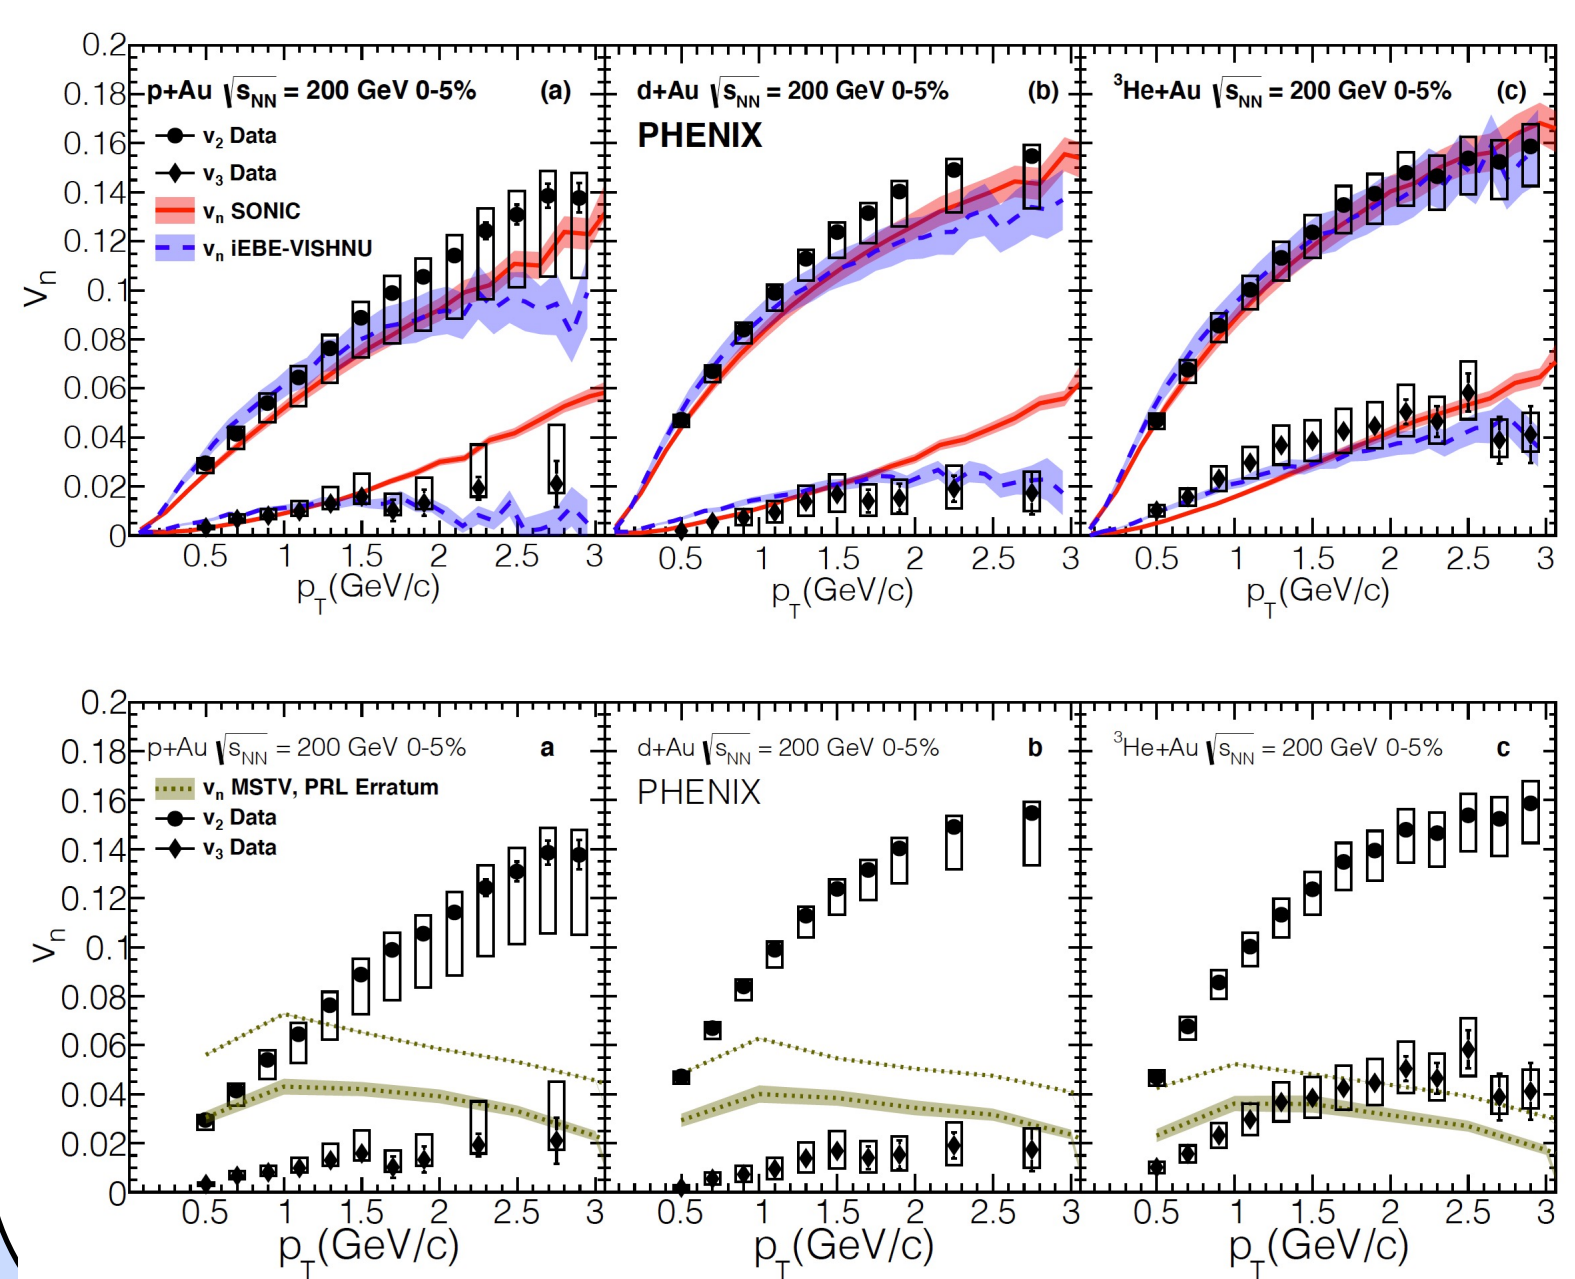 0.2
0.18
0.16
0.14
0.12
0.1
0.08
0.06
0.04
0.02
0
vn
p+Au √sNN = 200 GeV 0-5% (a)
v2 Data
v3 Data
vn SONIC
vn iEBE-VISHNU
d+Au √sNN = 200 GeV 0-5% (b)
PHENIX
3He+Au √sNN = 200 GeV 0-5% (c)
0.5 1 1.5 2 2.5 3
0.5 1 1.5 2 2.5 3
0.5 1 1.5 2 2.5 3
pT(GeV/c)
pT(GeV/c)
pT(GeV/c)
0.2
0.18
0.16
0.14
0.12
0.1
0.08
0.06
0.04
0.02
0
vn
p+Au √sNN = 200 GeV 0-5% a
vn MSTV, PRL Erratum
v2 Data
v3 Data
d+Au √sNN = 200 GeV 0-5% b
PHENIX
3He+Au √sNN = 200 GeV 0-5% c
0.5 1 1.5 2 2.5 3
0.5 1 1.5 2 2.5 3
0.5 1 1.5 2 2.5 3
pT(GeV/c)
pT(GeV/c)
pT(GeV/c)